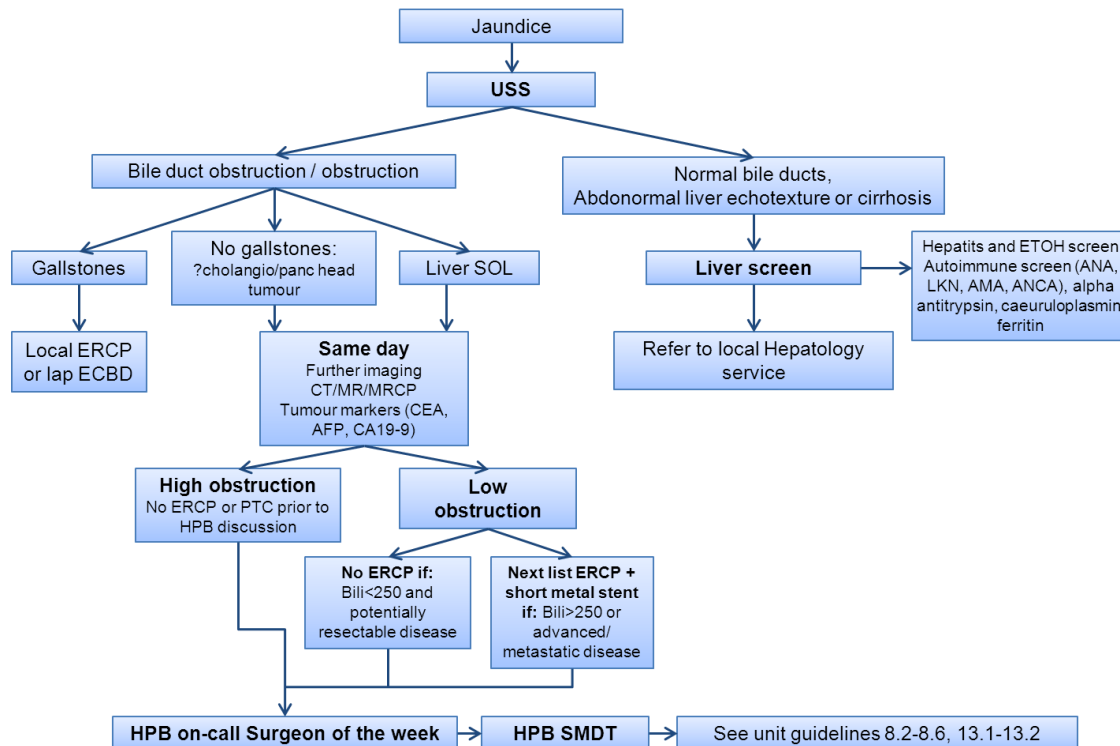 Jaundice
USS
Bile duct obstruction / obstruction
Normal bile ducts,
Abdonormal liver echotexture or cirrhosis
Gallstones
No gallstones:
?cholangio/panc head
tumour
Liver SOL
Liver screen
Hepatits and ETOH screen
Autoimmune screen (ANA,
LKN, AMA, ANCA), alpha
antitrypsin, caeuruloplasmin
ferritin
Local ERCP
or lap ECBD
Same day
Further imaging
CT/MR/MRCP
Tumour markers (CEA,
AFP, CA19-9)
Refer to local Hepatology
service
High obstruction
No ERCP or PTC prior to
HPB discussion
Low
obstruction
No ERCP if:
Bili<250 and
potentially
resectable disease
Next list ERCP +
short metal stent
if: Bili>250 or
advanced/
metastatic disease
HPB on-call Surgeon of the week
HPB SMDT
See unit guidelines 8.2-8.6, 13.1-13.2